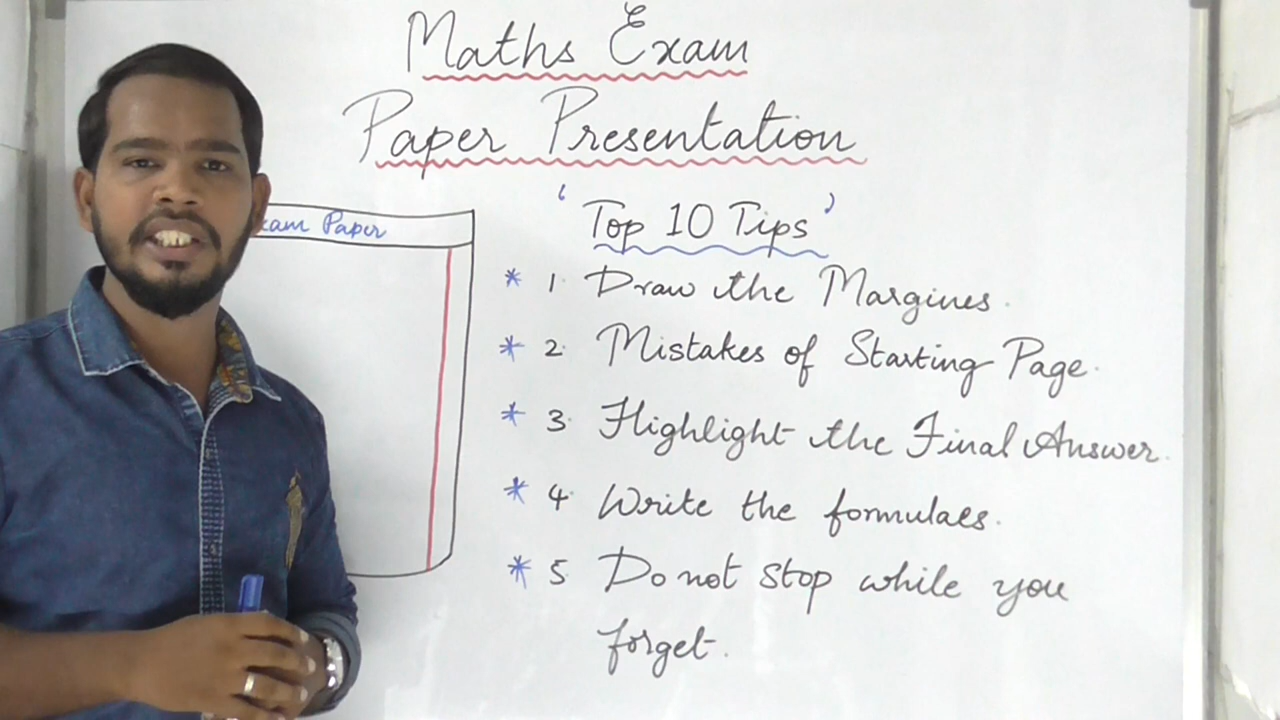 Maths Exam
Paper Presentation
' Top 10 Tips '
xam Paper
* 1. Draw the Margines.
* 2. Mistakes of Starting Page.
* 3. Highlight the Final Answer.
* 4. Write the formulaes.
* 5. Do not stop while you
forget.